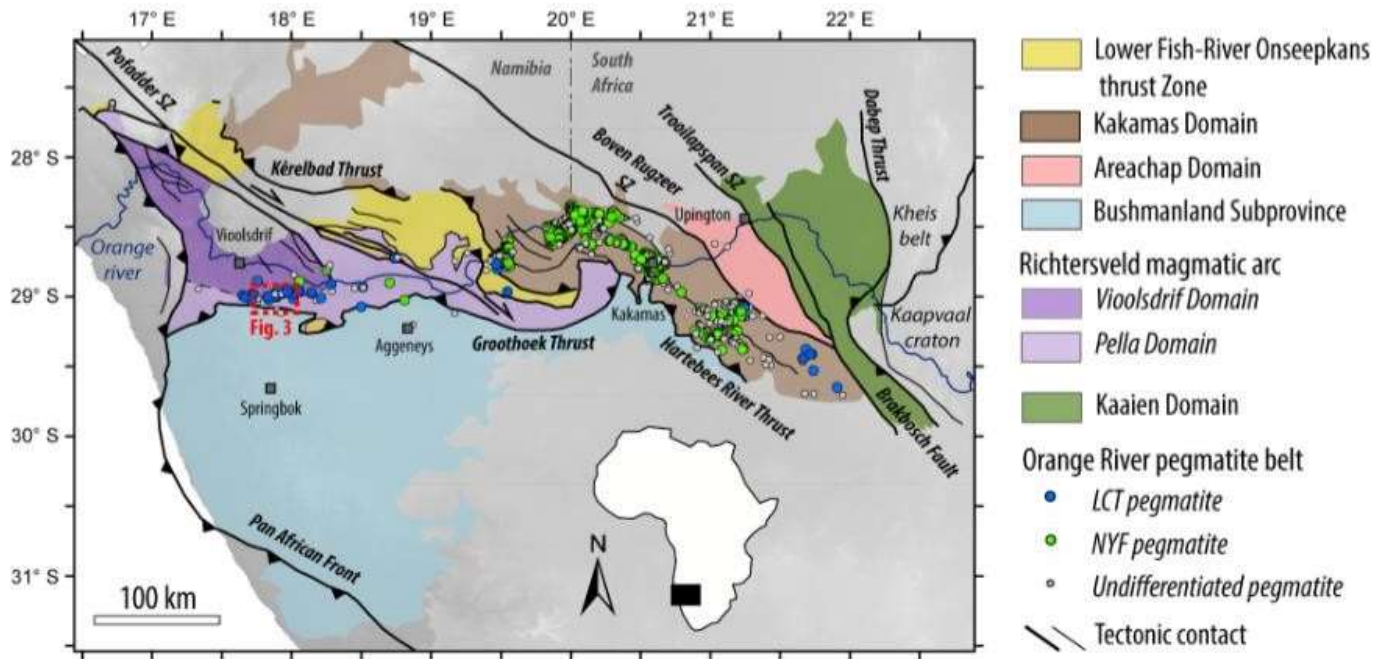 17° E 18° E 19° E 20° E 21° E 22° E
28° S
29° S
30° S
31° S
Pofadder SZ
Namibia
South
Africa
Kêrelbad Thrust
Boven Rugzeer
SZ
Trooilapspan SZ
Dabep Thrust
Upington
Kheis
belt
Orange
river
Vioolsdrif
Fig. 3
Aggeneys
Groothoek Thrust
Kakamas
Kaapvaal
craton
Hartebees River Thrust
Brakbosch Fault
Springbok
Pan African Front
N
100 km
Lower Fish-River Onseepkans
thrust Zone
Kakamas Domain
Areachap Domain
Bushmanland Subprovince
Richtersveld magmatic arc
Vioolsdrif Domain
Pella Domain
Kaaien Domain
Orange River pegmatite belt
LCT pegmatite
NYF pegmatite
Undifferentiated pegmatite
Tectonic contact